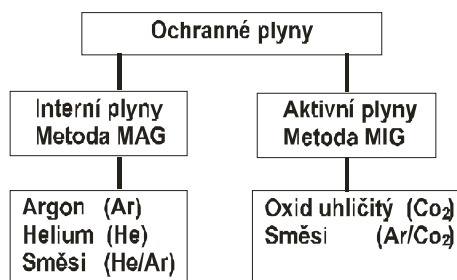 Ochranné plyny
Interní plyny
Metoda MAG
Aktivní plyny
Metoda MIG
Argon (Ar)
Helium (He)
Směsi (He/Ar)
Oxid uhličitý (Co₂)
Směsi (Ar/Co₂)